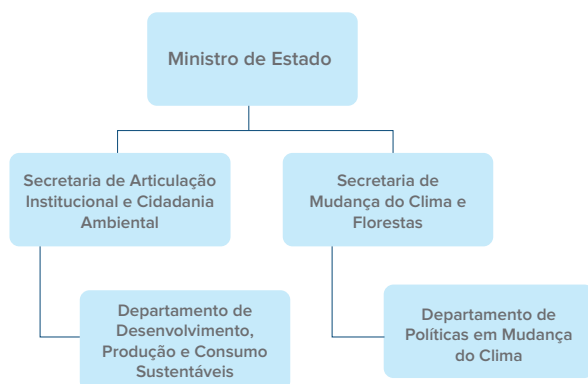 Ministro de Estado
Secretaria de Articulação
Institucional e Cidadania
Ambiental
Secretaria de
Mudança do Clima e
Florestas
Departamento de
Desenvolvimento,
Produção e Consumo
Sustentáveis
Departamento de
Políticas em Mudança
do Clima